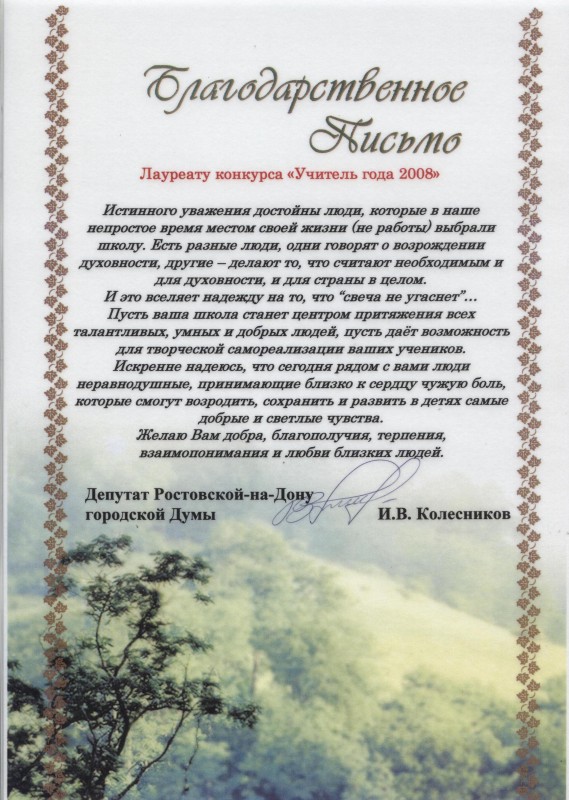 Благодарственное
Письмо
Лауреату конкурса «Учитель года 2008»
Истинного уважения достойны люди, которые в наше
непростое время местом своей жизни (не работы) выбрали
школу. Есть разные люди, одни говорят о возрождении
духовности, другие – делают то, что считают необходимым и
для духовности, и для страны в целом.
И это вселяет надежду на то, что “свеча не угаснет”...
Пусть ваша школа станет центром притяжения всех
талантливых, умных и добрых людей, пусть даёт возможность
для творческой самореализации ваших учеников.
Искренне надеюсь, что сегодня рядом с вами люди
неравнодушные, принимающие близко к сердцу чужую боль,
которые смогут возродить, сохранить и развить в детях самые
добрые и светлые чувства.
Желаю Вам добра, благополучия, терпения,
взаимопонимания и любви близких людей.
Депутат Ростовской-на-Дону
городской Думы И.В. Колесников